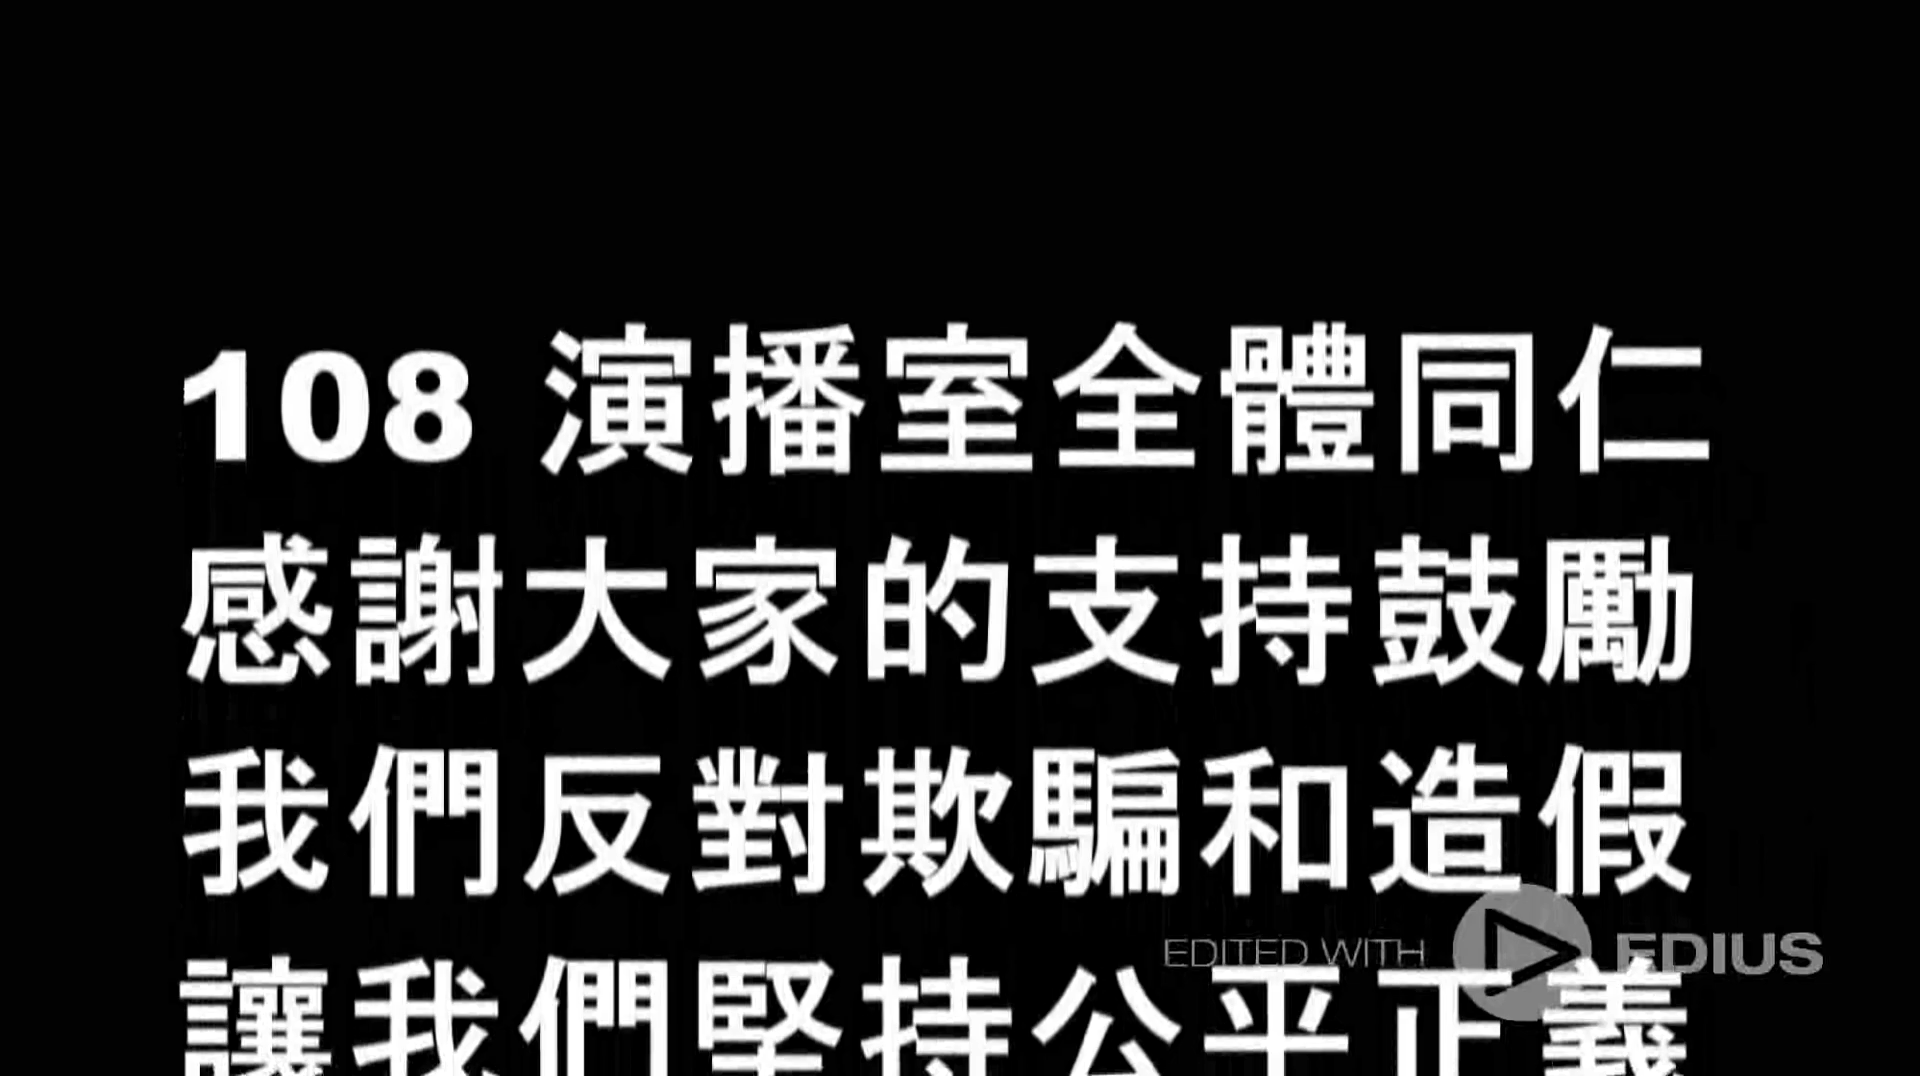 108 演播室全體同仁
感謝大家的支持鼓勵
我們反對欺騙和造假
EDITED WITH EDIUS
讓我們堅持公平正義